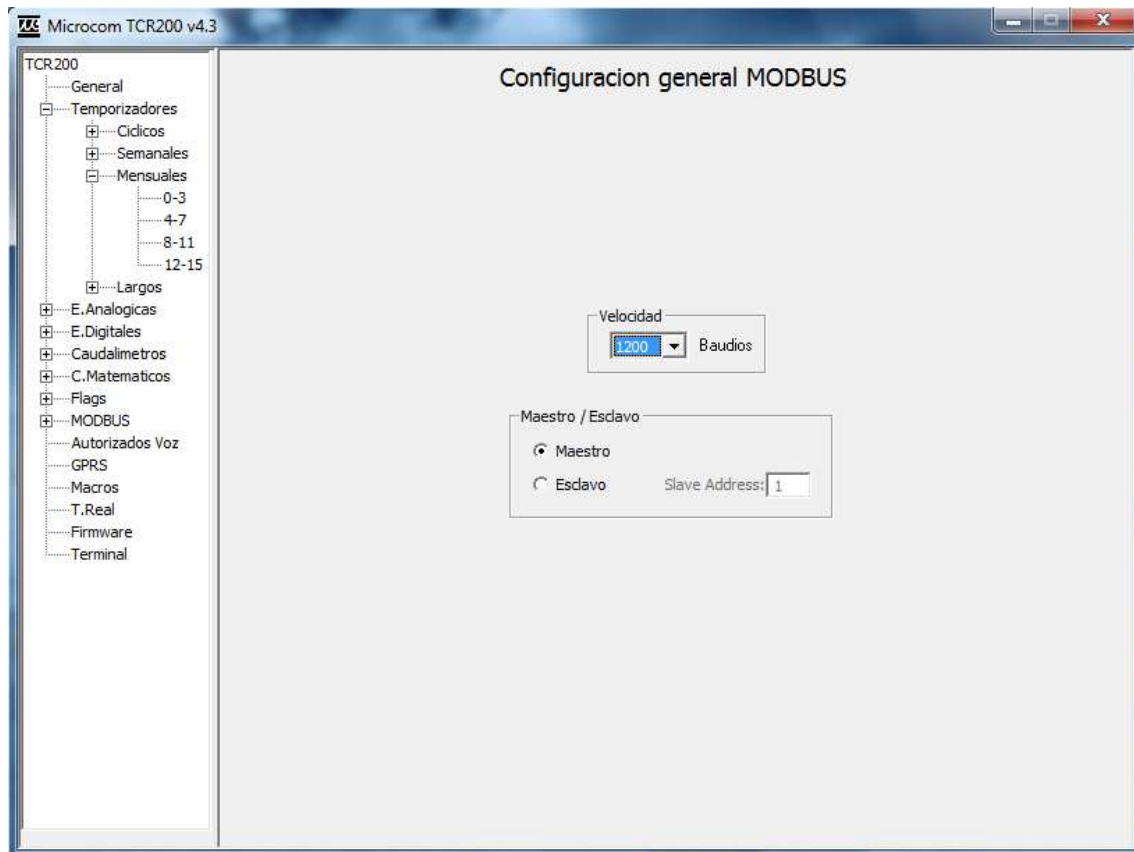 Microcom TCR200 v4.3
TCR200
General
Temporizadores
Ciclicos
Semanales
Mensuales
0-3
4-7
8-11
12-15
Largos
E.Analogicas
E.Digitales
Caudalimetros
C.Matematicos
Flags
MODBUS
Autorizados Voz
GPRS
Macros
T.Real
Firmware
Terminal
Configuracion general MODBUS
Velocidad
1200 Baudios
Maestro / Esclavo
Maestro
Esclavo Slave Address: 1